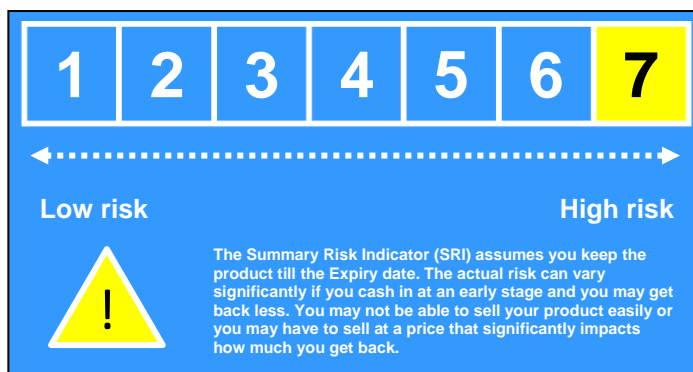 1 2 3 4 5 6 7
Low risk High risk
!
The Summary Risk Indicator (SRI) assumes you keep the
product till the Expiry date. The actual risk can vary
significantly if you cash in at an early stage and you may get
back less. You may not be able to sell your product easily or
you may have to sell at a price that significantly impacts
how much you get back.